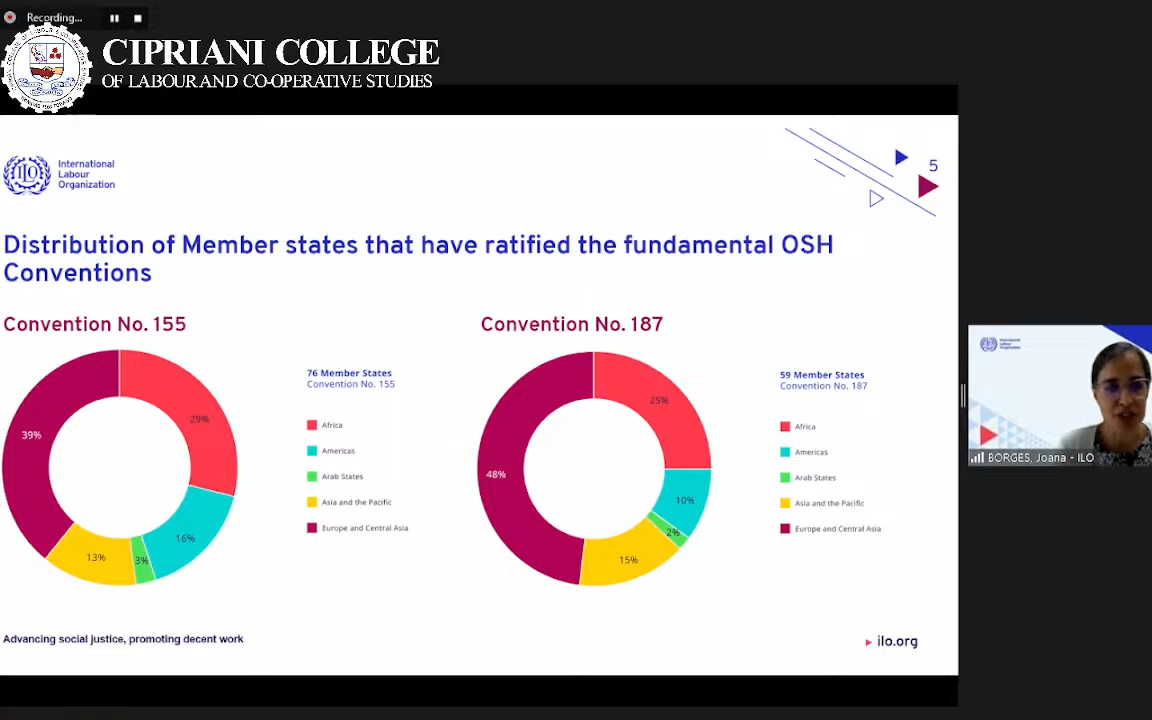 Recording...
CIPRIANI COLLEGE
OF LABOUR AND CO-OPERATIVE STUDIES
International
Labour
Organization
5
Distribution of Member states that have ratified the fundamental OSH
Conventions
Convention No. 155
39%
29%
16%
3%
13%
76 Member States
Convention No. 155
Africa
Americas
Arab States
Asia and the Pacific
Europe and Central Asia
Convention No. 187
48%
25%
10%
2%
15%
59 Member States
Convention No. 187
Africa
Americas
Arab States
Asia and the Pacific
Europe and Central Asia
BORGES, Joana - ILO
Advancing social justice, promoting decent work
ilo.org